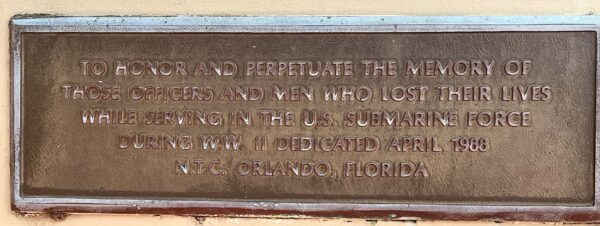 TO HONOR AND PERPETUATE THE MEMORY OF
THOSE OFFICERS AND MEN WHO LOST THEIR LIVES
WHILE SERVING IN THE U.S. SUBMARINE FORCE
DURING W.W. II DEDICATED APRIL 1988
N.T.C. ORLANDO, FLORIDA